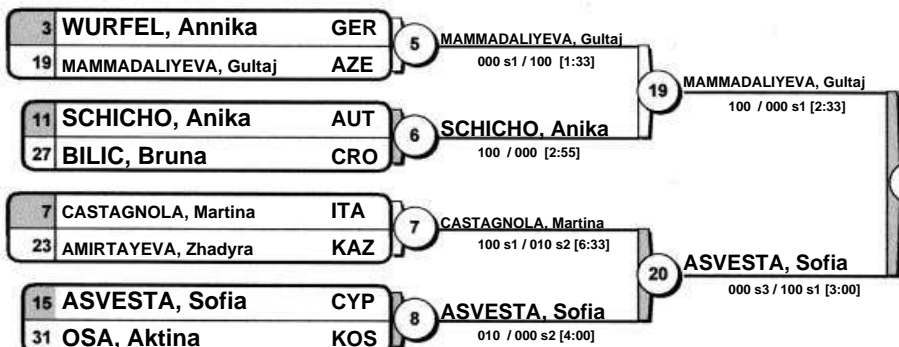 3 WURFEL, Annika GER
19 MAMMADALIYEVA, Gultaj AZE
5
MAMMADALIYEVA, Gultaj
000 s1 / 100 [1:33]
11 SCHICHO, Anika AUT
27 BILIC, Bruna CRO
6
SCHICHO, Anika
100 / 000 [2:55]
19
MAMMADALIYEVA, Gultaj
100 / 000 s1 [2:33]
7 CASTAGNOLA, Martina ITA
23 AMIRTAYEVA, Zhadyra KAZ
7
CASTAGNOLA, Martina
100 s1 / 010 s2 [6:33]
15 ASVESTA, Sofia CYP
31 OSA, Aktina KOS
8
ASVESTA, Sofia
010 / 000 s2 [4:00]
20
ASVESTA, Sofia
000 s3 / 100 s1 [3:00]